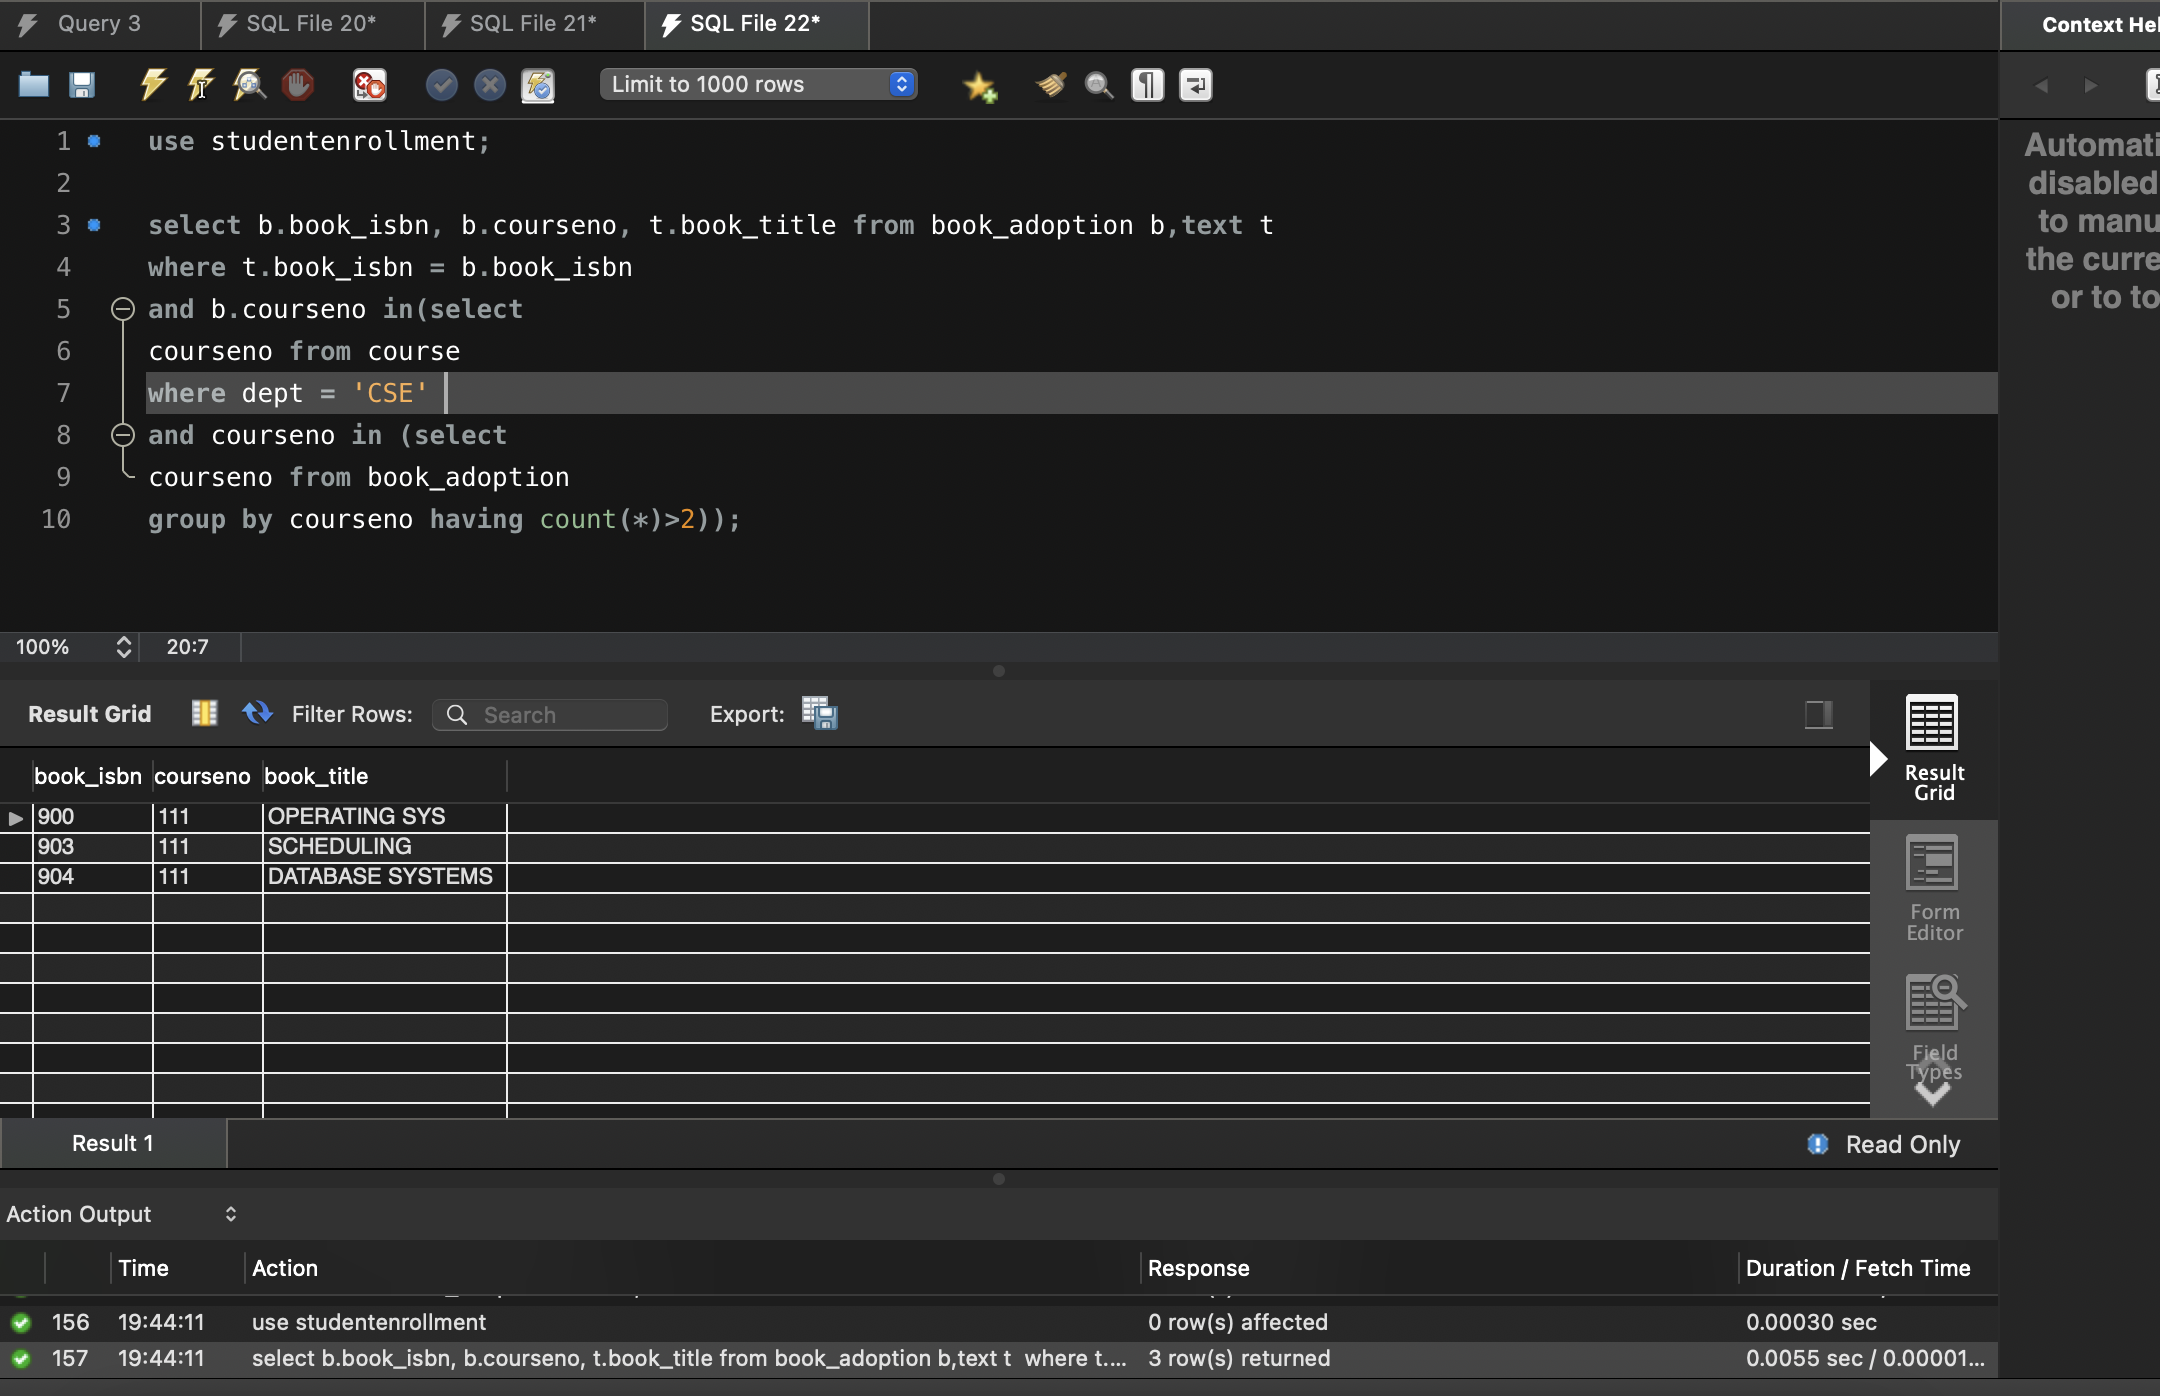 Query 3 SQL File 20* SQL File 21* SQL File 22* Context Hel
Limit to 1000 rows
1 use studentenrollment;
2
3 select b.book_isbn, b.courseno, t.book_title from book_adoption b,text t
4 where t.book_isbn = b.book_isbn
5 and b.courseno in(select
6 courseno from course
7 where dept = 'CSE'
8 and courseno in (select
9 courseno from book_adoption
10 group by courseno having count(*)>2));
Automati
disabled
to manu
the curre
or to to
100% 20:7
Result Grid Filter Rows: Search Export:
book_isbn courseno book_title
900 111 OPERATING SYS
903 111 SCHEDULING
904 111 DATABASE SYSTEMS
Result
Grid
Form
Editor
Field
Types
Result 1 Read Only
Action Output
Time Action Response Duration / Fetch Time
156 19:44:11 use studentenrollment 0 row(s) affected 0.00030 sec
157 19:44:11 select b.book_isbn, b.courseno, t.book_title from book_adoption b,text t where t.... 3 row(s) returned 0.0055 sec / 0.00001...